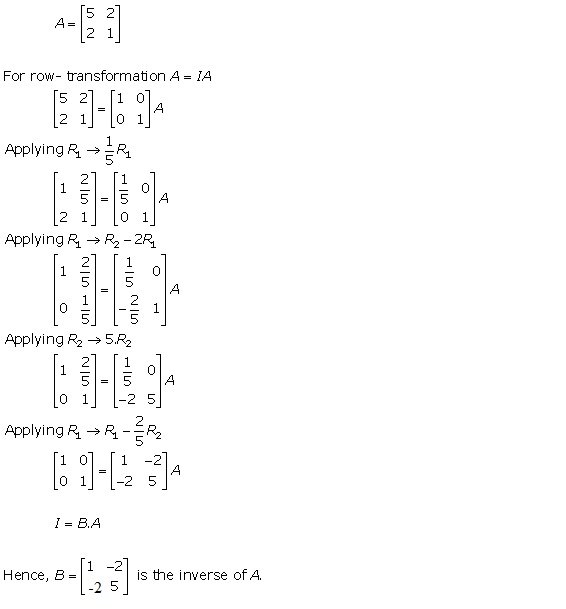 A = [5 2
2 1]
For row- transformation A = IA
[5 2
2 1] = [1 0
0 1] A
Applying R₁ → 1/5 R₁
[1 2/5
2 1] = [1/5 0
0 1] A
Applying R₁ → R₂ – 2R₁
[1 2/5
0 1/5] = [1/5 0
–2/5 1] A
Applying R₂ → 5.R₂
[1 2/5
0 1] = [1/5 0
–2 5] A
Applying R₁ → R₁ – 2/5 R₂
[1 0
0 1] = [1 –2
–2 5] A
I = B.A
Hence, B = [1 –2
-2 5] is the inverse of A.